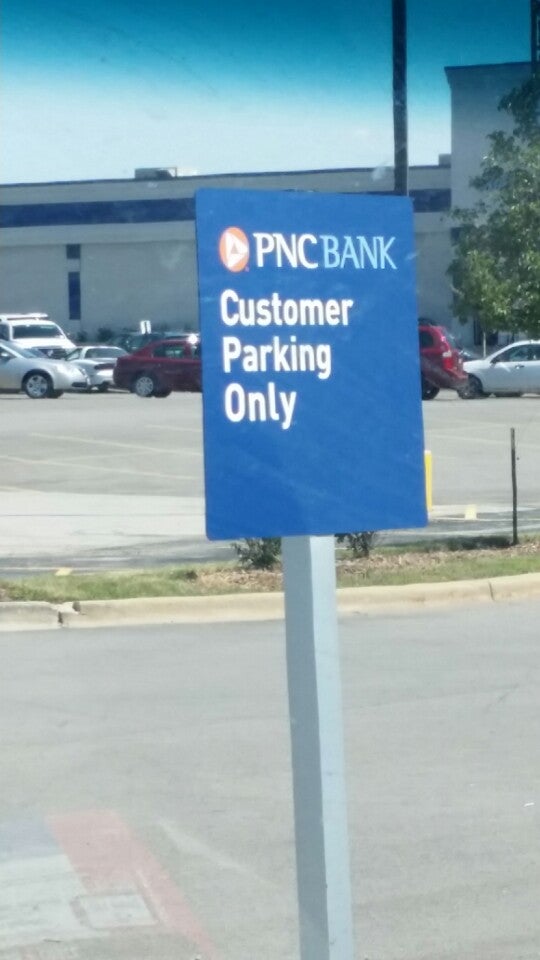 PNC BANK
Customer
Parking
Only